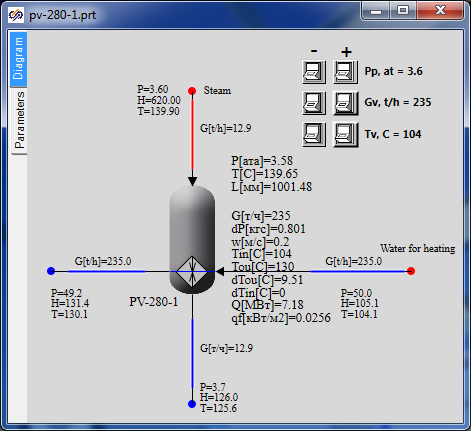 pv-280-1.prt
Diagram
Parameters
- +
Pp, at = 3.6
Gv, t/h = 235
Tv, C = 104
P=3.60
H=620.00
T=139.90
Steam
G[t/h]=12.9
P[ата]=3.58
T[C]=139.65
L[мм]=1001.48
G[т/ч]=235
dP[кгс]=0.801
w[м/с]=0.2
Tin[C]=104
Tou[C]=130
dTou[C]=9.51
dTin[C]=0
Q[МВт]=7.18
qf[кВт/м2]=0.0256
Water for heating
G[t/h]=235.0
G[t/h]=235.0
P=49.2
H=131.4
T=130.1
PV-280-1
P=50.0
H=105.1
T=104.1
G[т/ч]=12.9
P=3.7
H=126.0
T=125.6